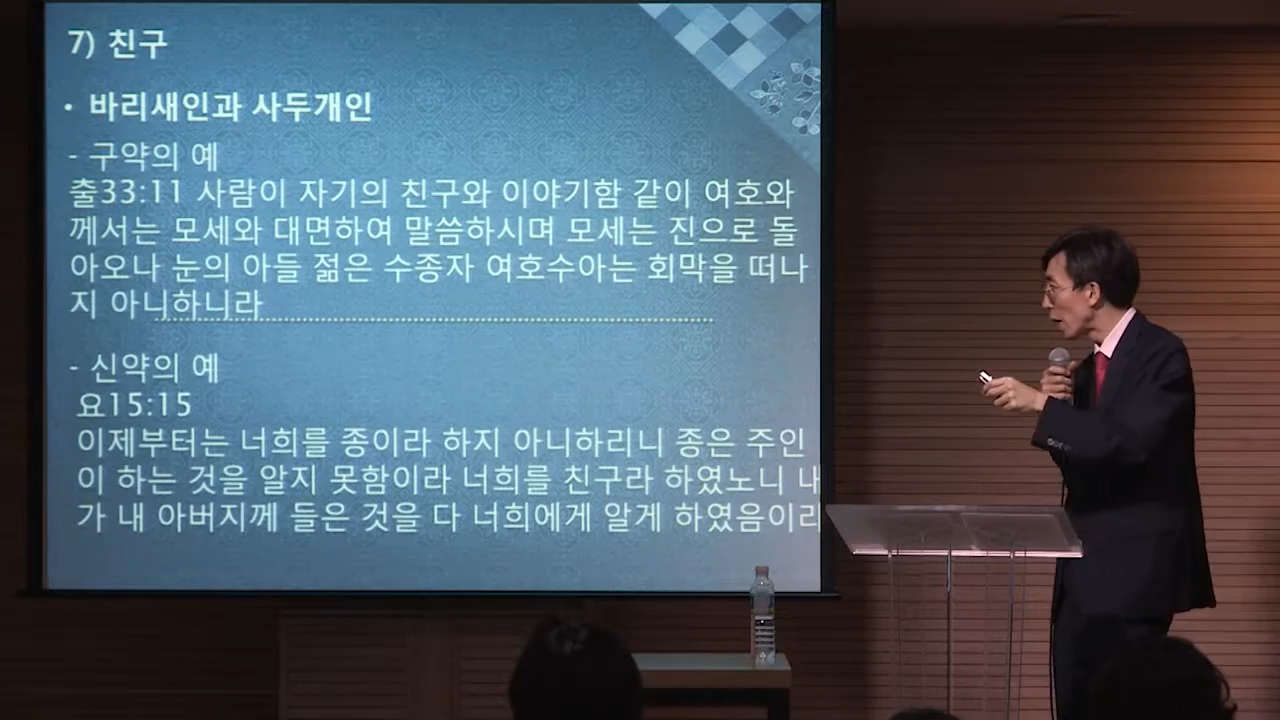 7) 친구
• 바리새인과 사두개인
- 구약의 예
출33:11 사람이 자기의 친구와 이야기함 같이 여호와
께서는 모세와 대면하여 말씀하시며 모세는 진으로 돌
아오나 눈의 아들 젊은 수종자 여호수아는 회막을 떠나
지 아니하니라
- 신약의 예
요15:15
이제부터는 너희를 종이라 하지 아니하리니 종은 주인
이 하는 것을 알지 못함이라 너희를 친구라 하였노니 내
가 내 아버지께 들은 것을 다 너희에게 알게 하였음이라